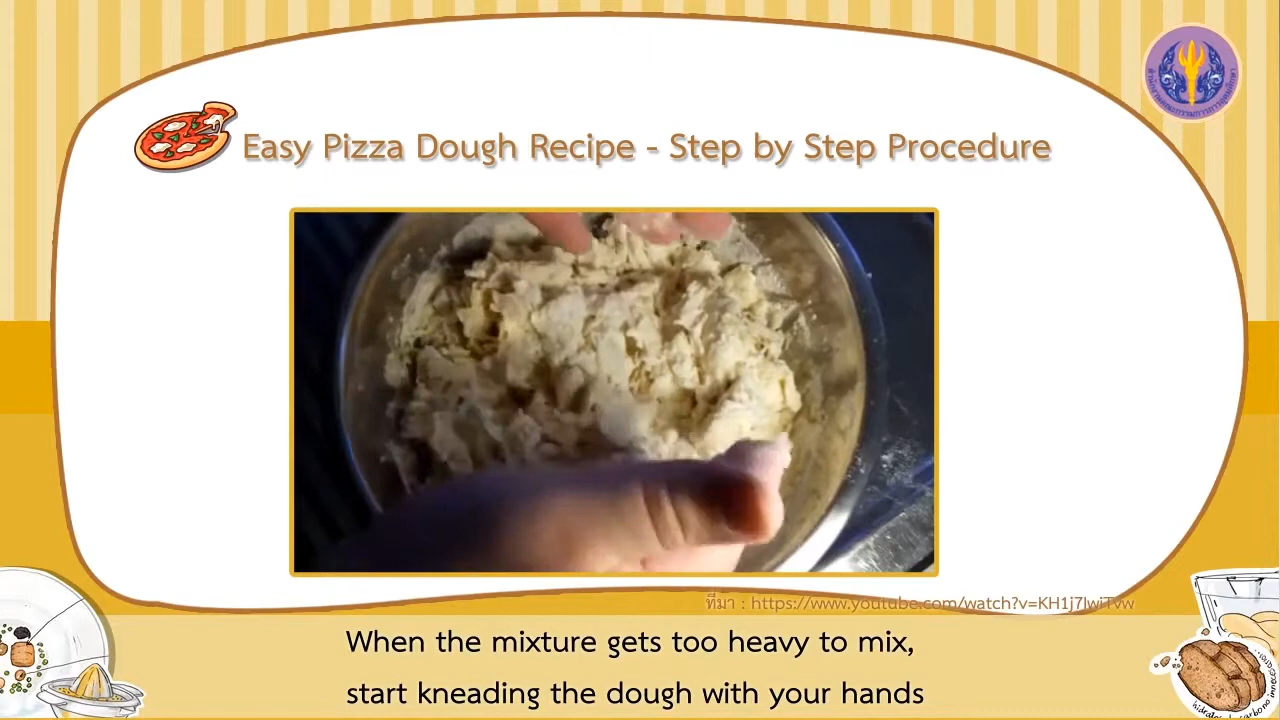 Easy Pizza Dough Recipe - Step by Step Procedure
ที่มา : https://www.youtube.com/watch?v=KH1j7IwiTvw
When the mixture gets too heavy to mix,
start kneading the dough with your hands